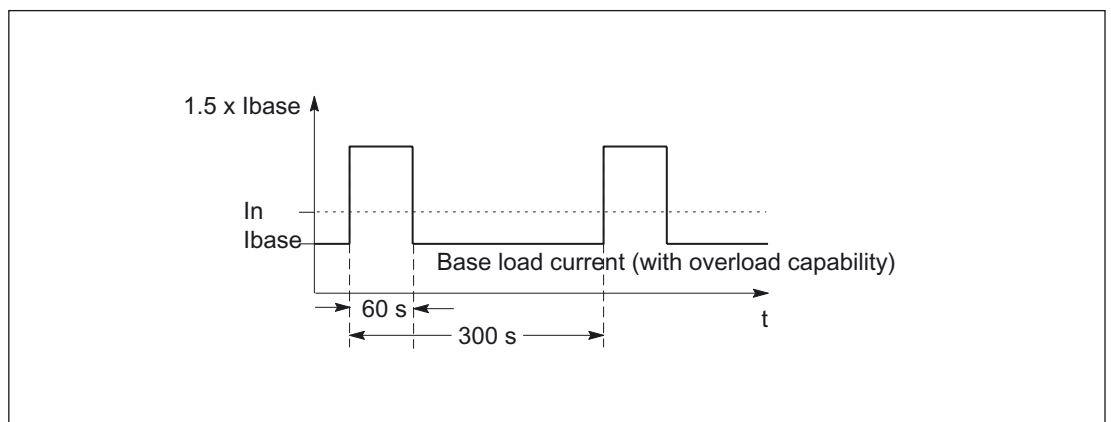 1.5 x Ibase
In
Ibase
Base load current (with overload capability)
60 s
t
300 s